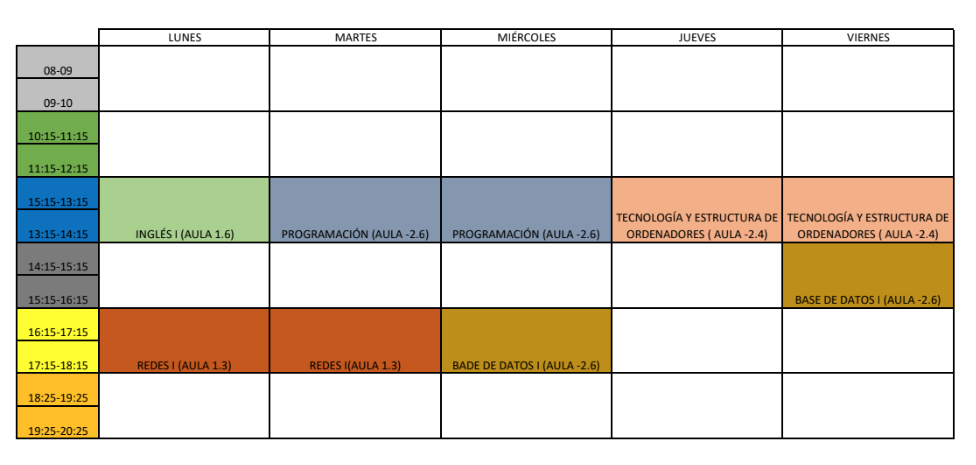 LUNES MARTES MIÉRCOLES JUEVES VIERNES
08-09
09-10
10:15-11:15
11:15-12:15
15:15-13:15
TECNOLOGÍA Y ESTRUCTURA DE TECNOLOGÍA Y ESTRUCTURA DE
13:15-14:15 INGLÉS I (AULA 1.6) PROGRAMACIÓN (AULA -2.6) PROGRAMACIÓN (AULA -2.6) ORDENADORES ( AULA -2.4) ORDENADORES ( AULA -2.4)
14:15-15:15
15:15-16:15 BASE DE DATOS I (AULA -2.6)
16:15-17:15
17:15-18:15 REDES I (AULA 1.3) REDES I(AULA 1.3) BADE DE DATOS I (AULA -2.6)
18:25-19:25
19:25-20:25